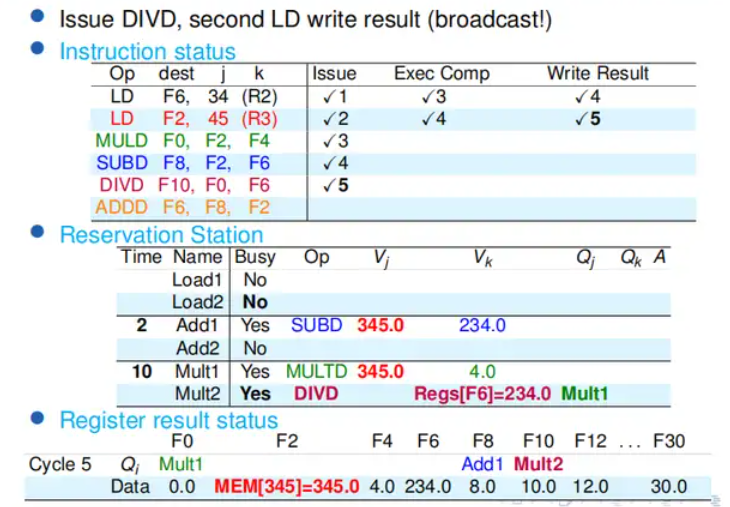 Issue DIVD, second LD write result (broadcast!)
Instruction status
Op dest j k Issue Exec Comp Write Result
LD F6, 34 (R2) ✓1 ✓3 ✓4
LD F2, 45 (R3) ✓2 ✓4 ✓5
MULD F0, F2, F4 ✓3
SUBD F8, F2, F6 ✓4
DIVD F10, F0, F6 ✓5
ADDD F6, F8, F2
Reservation Station
Time Name Busy Op Vj Vk Qj Qk A
Load1 No
Load2 No
2 Add1 Yes SUBD 345.0 234.0
Add2 No
10 Mult1 Yes MULTD 345.0 4.0
Mult2 Yes DIVD Regs[F6]=234.0 Mult1
Register result status
F0 F2 F4 F6 F8 F10 F12 ... F30
Cycle 5 Qi Mult1 Add1 Mult2
Data 0.0 MEM[345]=345.0 4.0 234.0 8.0 10.0 12.0 30.0